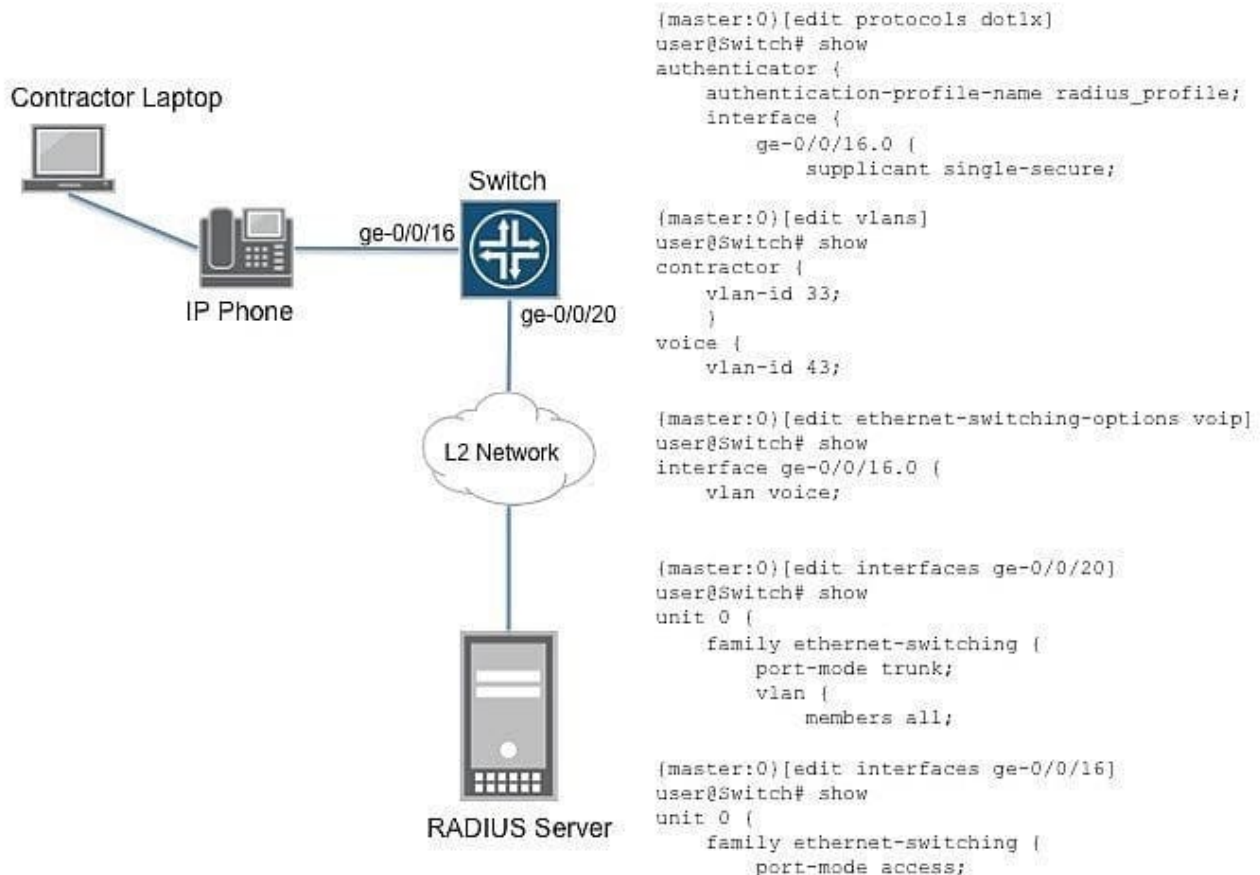 Contractor Laptop
IP Phone
ge-0/0/16
Switch
ge-0/0/20
L2 Network
RADIUS Server
{master:0}[edit protocols dot1x]
user@Switch# show
authenticator {
authentication-profile-name radius_profile;
interface {
ge-0/0/16.0 {
supplicant single-secure;
{master:0}[edit vlans]
user@Switch# show
contractor {
vlan-id 33;
}
voice {
vlan-id 43;
{master:0}[edit ethernet-switching-options voip]
user@Switch# show
interface ge-0/0/16.0 {
vlan voice;
{master:0}[edit interfaces ge-0/0/20]
user@Switch# show
unit 0 {
family ethernet-switching {
port-mode trunk;
vlan {
members all;
{master:0}[edit interfaces ge-0/0/16]
user@Switch# show
unit 0 {
family ethernet-switching {
port-mode access;